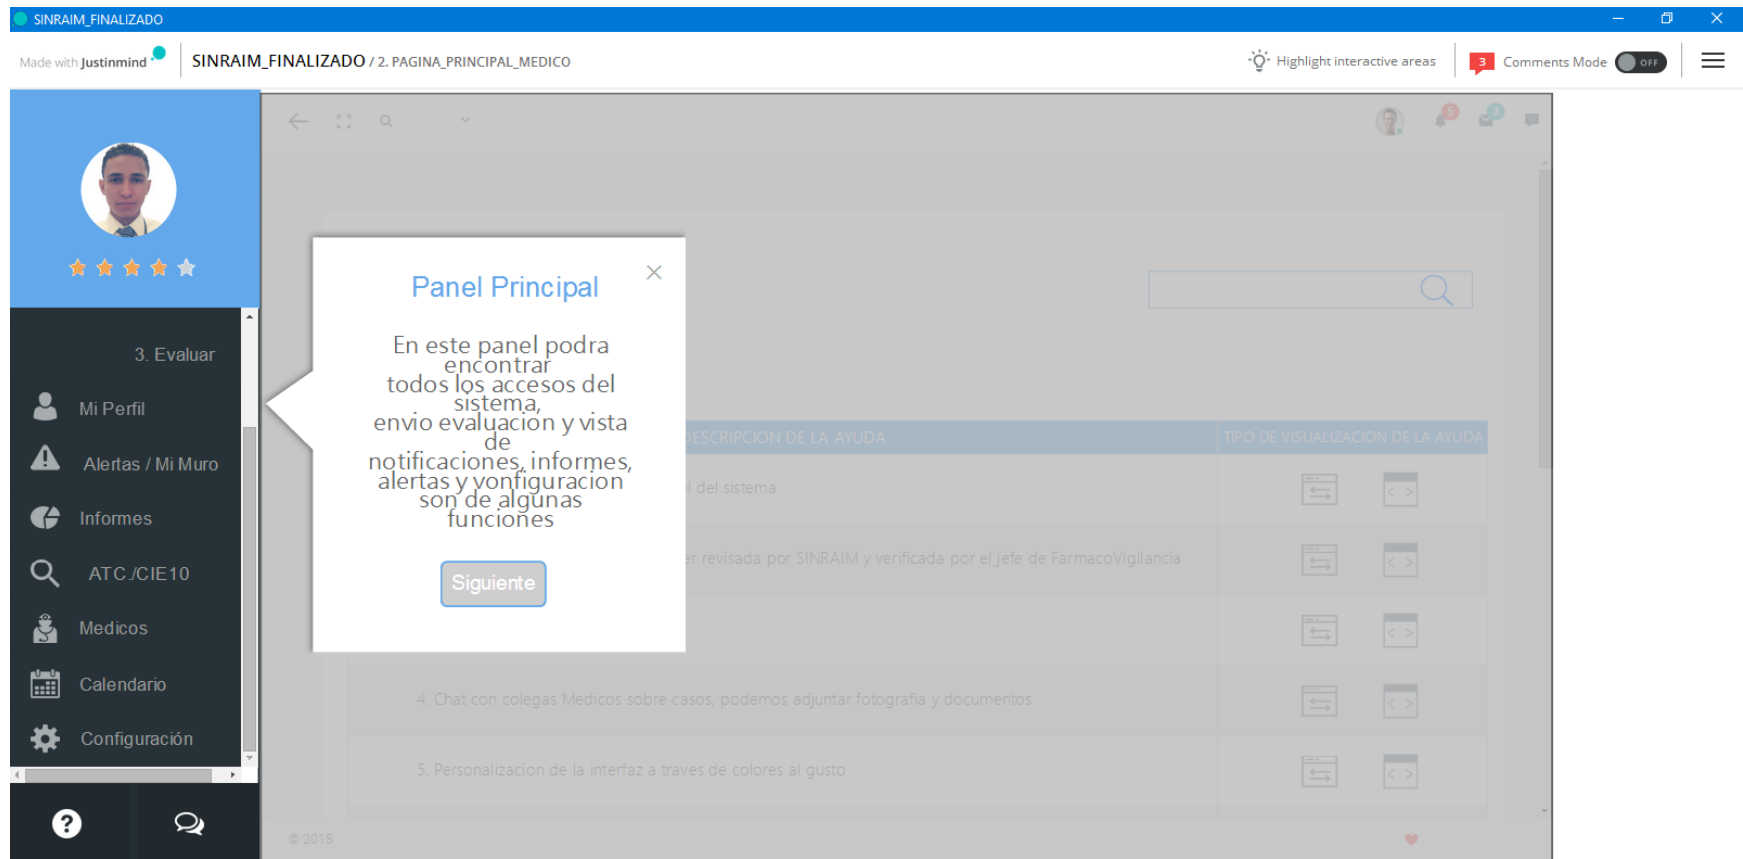 SINRAIM_FINALIZADO
Made with Justinmind
SINRAIM_FINALIZADO / 2. PAGINA_PRINCIPAL_MEDICO
Highlight interactive areas
3
Comments Mode
OFF
5
3
3. Evaluar
Mi Perfil
Alertas / Mi Muro
Informes
ATC./CIE10
Medicos
Calendario
Configuración
Panel Principal
En este panel podra
encontrar
todos los accesos del
sistema,
envio evaluacion y vista
de
notificaciones, informes,
alertas y vonfiguracion
son de algunas
funciones
Siguiente
DESCRIPCION DE LA AYUDA
TIPO DE VISUALIZACION DE LA AYUDA
del sistema
er revisada por SINRAIM y verificada por el jefe de FarmacoVigilancia
4. Chat con colegas Medicos sobre casos, podemos adjuntar fotografia y documentos
5. Personalizacion de la interfaz a traves de colores al gusto
© 2015